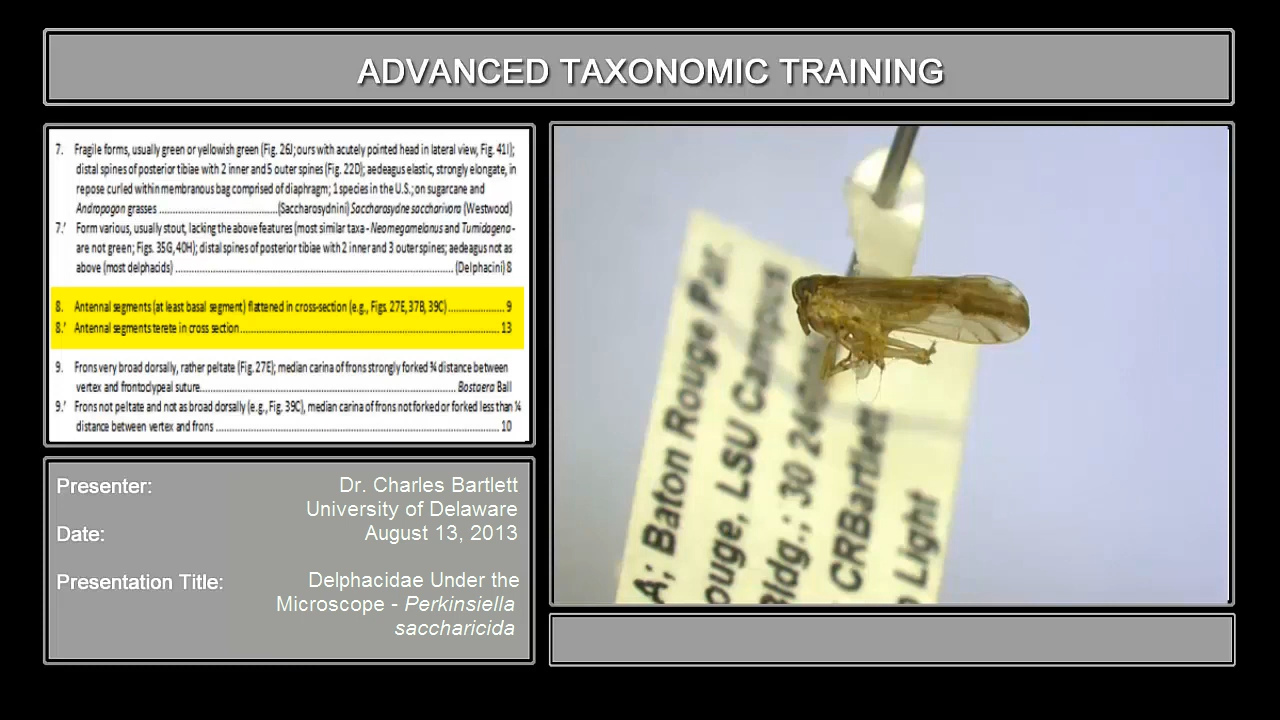 ADVANCED TAXONOMIC TRAINING
7. Fragile forms, usually green or yellowish green (Fig. 26J; ours with acutely pointed head in lateral view, Fig. 41I);
distal spines of posterior tibiae with 2 inner and 5 outer spines (Fig. 22D); aedeagus elastic, strongly elongate, in
repose curled within membranous bag comprised of diaphragm; 1 species in the U.S.; on sugarcane and
Andropogon grasses ..............................(Saccharosydnini) Saccharosydne saccharivora (Westwood)
7.' Form various, usually stout, lacking the above features (most similar taxa - Neomegamelanus and Tumidagena -
are not green; Figs. 35G, 40H); distal spines of posterior tibiae with 2 inner and 3 outer spines; aedeagus not as
above (most delphacids) ...............................................................................(Delphacini) 8
8. Antennal segments (at least basal segment) flattened in cross-section (e.g., Figs. 27E, 37B, 39C) ................ 9
8.' Antennal segments terete in cross section......................................................................... 13
9. Frons very broad dorsally, rather peltate (Fig. 27E); median carina of frons strongly forked ¾ distance between
vertex and frontoclypeal suture.......................................................................Bostaera Ball
9.' Frons not peltate and not as broad dorsally (e.g., Fig. 39C), median carina of frons not forked or forked less than ¼
distance between vertex and frons ................................................................................ 10
Presenter: Dr. Charles Bartlett
University of Delaware
Date: August 13, 2013
Presentation Title: Delphacidae Under the
Microscope - Perkinsiella
saccharicida
A; Baton Rouge Par.
ouge, LSU Campus
Bldg.; 30 24
CRBartlett
Light